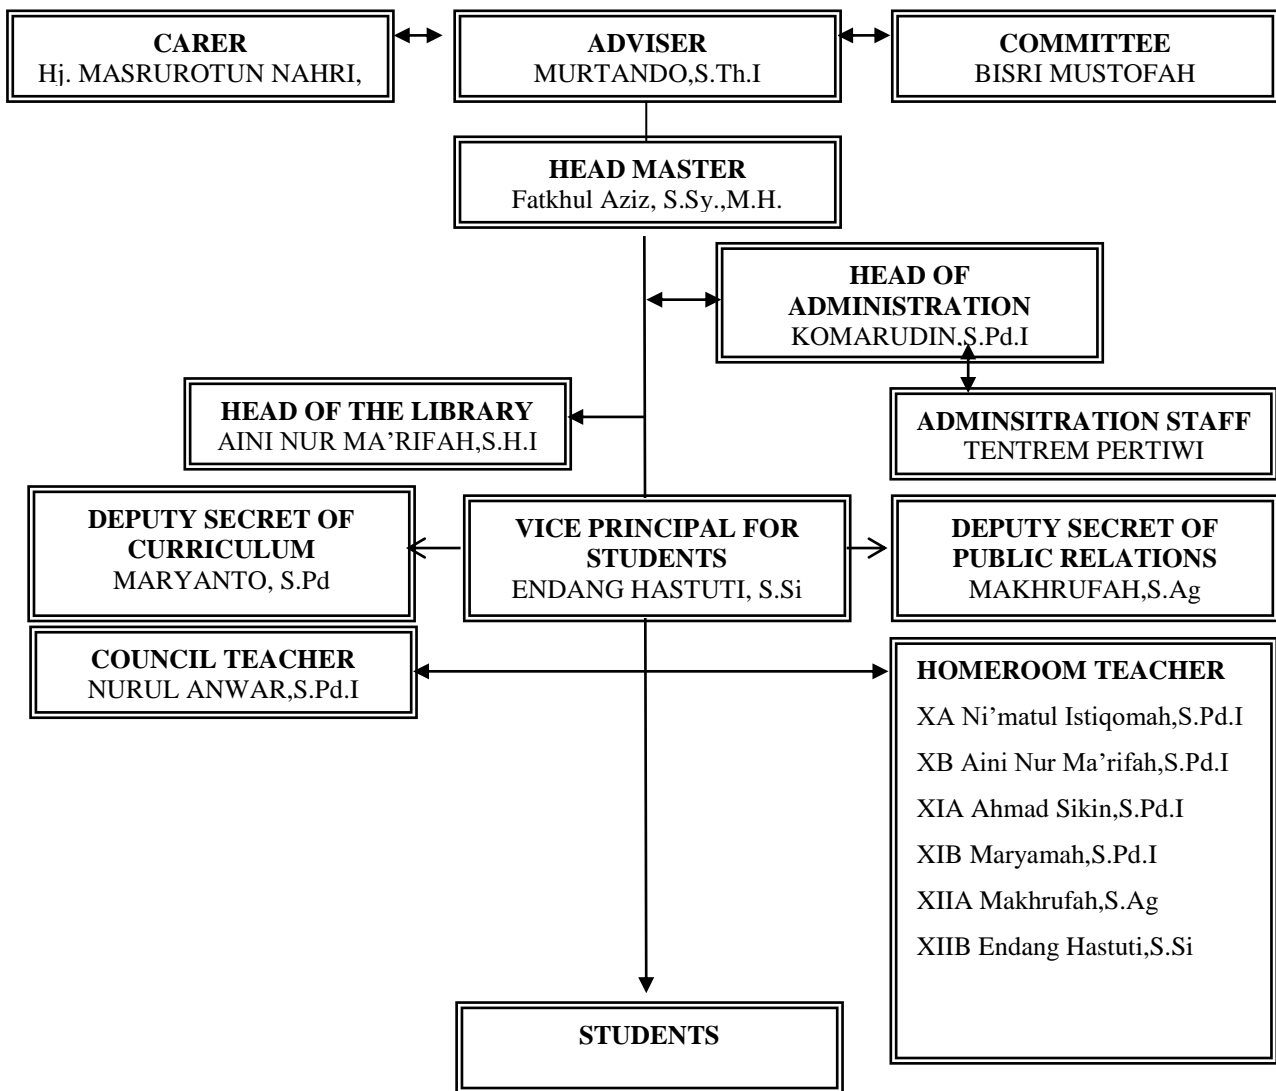 CARER
Hj. MASRUROTUN NAHRI,
ADVISER
MURTANDO,S.Th.I
COMMITTEE
BISRI MUSTOFAH
HEAD MASTER
Fatkhul Aziz, S.Sy.,M.H.
HEAD OF
ADMINISTRATION
KOMARUDIN,S.Pd.I
HEAD OF THE LIBRARY
AINI NUR MA’RIFAH,S.H.I
ADMINSITRATION STAFF
TENTREM PERTIWI
DEPUTY SECRET OF
CURRICULUM
MARYANTO, S.Pd
VICE PRINCIPAL FOR
STUDENTS
ENDANG HASTUTI, S.Si
DEPUTY SECRET OF
PUBLIC RELATIONS
MAKHRUFAH,S.Ag
COUNCIL TEACHER
NURUL ANWAR,S.Pd.I
HOMEROOM TEACHER
XA Ni’matul Istiqomah,S.Pd.I
XB Aini Nur Ma’rifah,S.Pd.I
XIA Ahmad Sikin,S.Pd.I
XIB Maryamah,S.Pd.I
XIIA Makhrufah,S.Ag
XIIB Endang Hastuti,S.Si
STUDENTS